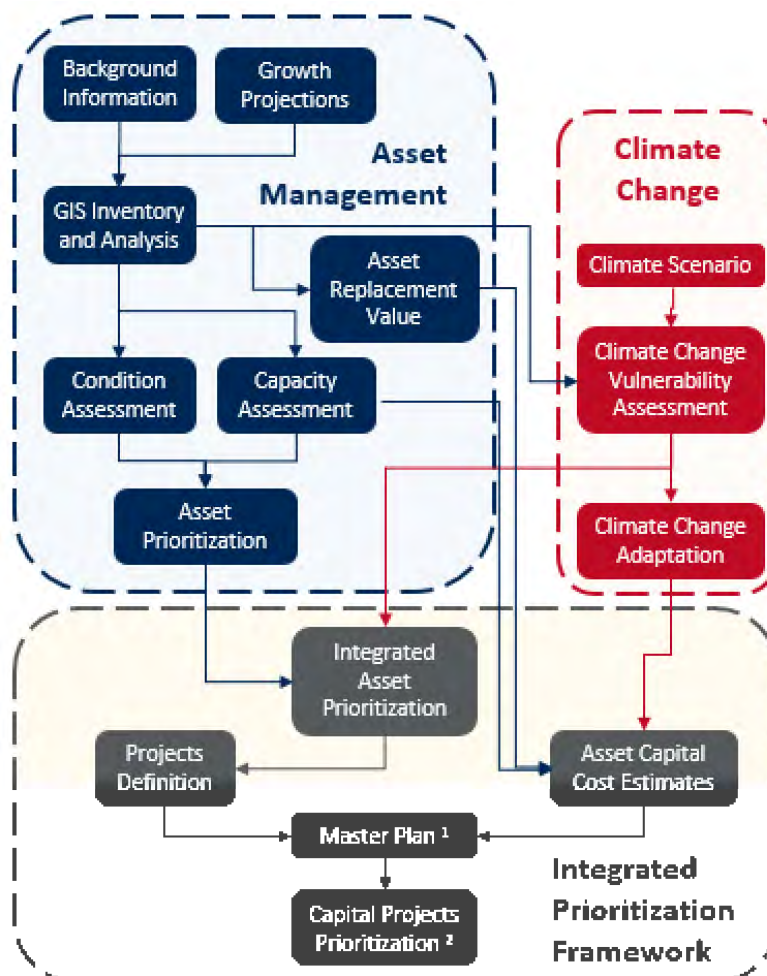 Background
Information
Growth
Projections
Asset
Management
Climate
Change
GIS Inventory
and Analysis
Asset
Replacement
Value
Climate Scenario
Condition
Assessment
Capacity
Assessment
Climate Change
Vulnerability
Assessment
Asset
Prioritization
Climate Change
Adaptation
Integrated
Asset
Prioritization
Projects
Definition
Asset Capital
Cost Estimates
Master Plan ¹
Capital Projects
Prioritization ²
Integrated
Prioritization
Framework